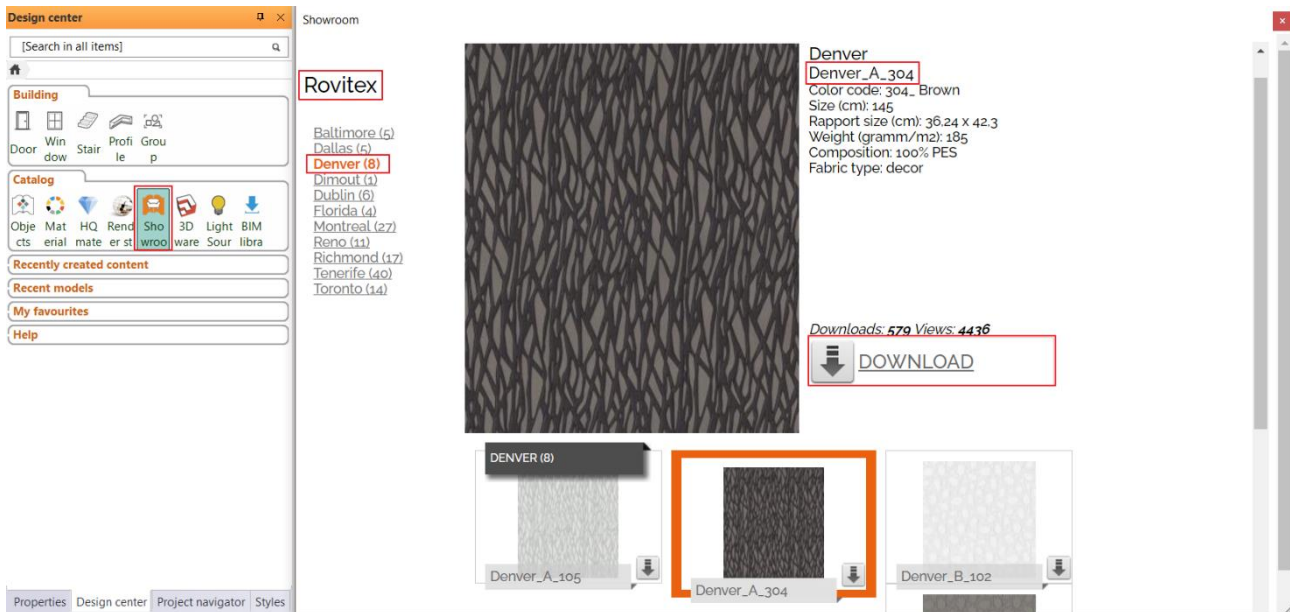 Design center
[Search in all items]
Building
Door
Win
dow
Stair
Profi
le
Grou
p
Catalog
Obje
cts
Mat
erial
HQ
mate
Rend
er st
Sho
wroo
3D
ware
Light
Sour
BIM
libra
Recently created content
Recent models
My favourites
Help
Properties
Design center
Project navigator
Styles
Showroom
Rovitex
Baltimore (5)
Dallas (5)
Denver (8)
Dimout (1)
Dublin (6)
Florida (4)
Montreal (27)
Reno (11)
Richmond (17)
Tenerife (40)
Toronto (14)
Denver
Denver_A_304
Color code: 304_ Brown
Size (cm): 145
Rapport size (cm): 36.24 x 42.3
Weight (gramm/m2): 185
Composition: 100% PES
Fabric type: decor
Downloads: 579 Views: 4436
DOWNLOAD
DENVER (8)
Denver_A_105
Denver_A_304
Denver_B_102